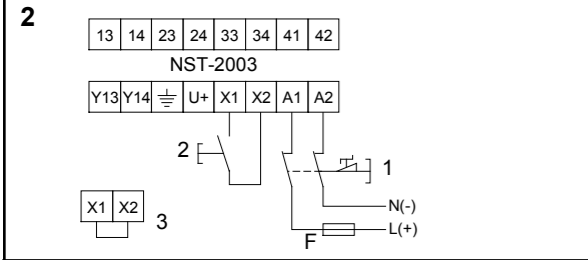 2
13 14 23 24 33 34 41 42
NST-2003
Y13 Y14 U+ X1 X2 A1 A2
2
1
X1 X2
3
N(-)
F
L(+)